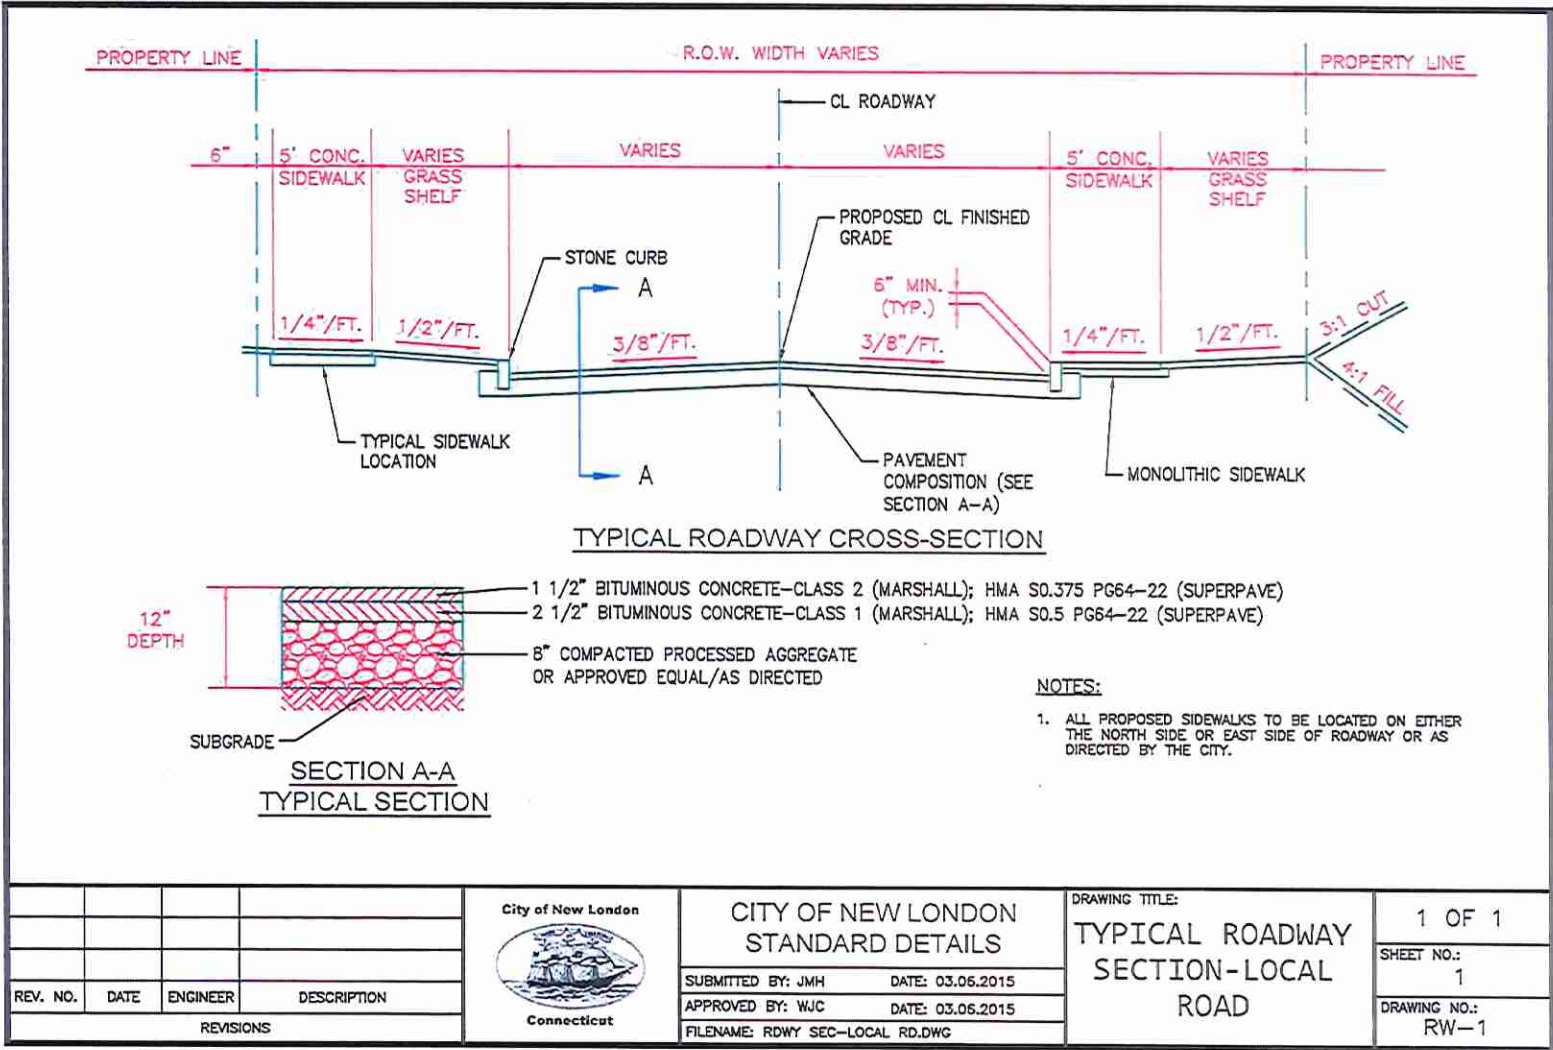 PROPERTY LINE
R.O.W. WIDTH VARIES
PROPERTY LINE
CL ROADWAY
6"
5' CONC.
SIDEWALK
VARIES
GRASS
SHELF
VARIES
VARIES
5' CONC.
SIDEWALK
VARIES
GRASS
SHELF
PROPOSED CL FINISHED
GRADE
STONE CURB
A
6" MIN.
(TYP.)
1/4"/FT.
1/2"/FT.
3/8"/FT.
3/8"/FT.
1/4"/FT.
1/2"/FT.
3:1 CUT
4:1 FILL
TYPICAL SIDEWALK
LOCATION
A
PAVEMENT
COMPOSITION (SEE
SECTION A-A)
MONOLITHIC SIDEWALK
TYPICAL ROADWAY CROSS-SECTION
12"
DEPTH
1 1/2" BITUMINOUS CONCRETE-CLASS 2 (MARSHALL); HMA S0.375 PG64-22 (SUPERPAVE)
2 1/2" BITUMINOUS CONCRETE-CLASS 1 (MARSHALL); HMA S0.5 PG64-22 (SUPERPAVE)
8" COMPACTED PROCESSED AGGREGATE
OR APPROVED EQUAL/AS DIRECTED
SUBGRADE
SECTION A-A
TYPICAL SECTION
NOTES:
1. ALL PROPOSED SIDEWALKS TO BE LOCATED ON EITHER
THE NORTH SIDE OR EAST SIDE OF ROADWAY OR AS
DIRECTED BY THE CITY.
REV. NO.
DATE
ENGINEER
DESCRIPTION
REVISIONS
City of New London
Connecticut
CITY OF NEW LONDON
STANDARD DETAILS
SUBMITTED BY: JMH DATE: 03.06.2015
APPROVED BY: WJC DATE: 03.06.2015
FILENAME: RDWY SEC-LOCAL RD.DWG
DRAWING TITLE:
TYPICAL ROADWAY
SECTION-LOCAL
ROAD
1 OF 1
SHEET NO.:
1
DRAWING NO.:
RW-1